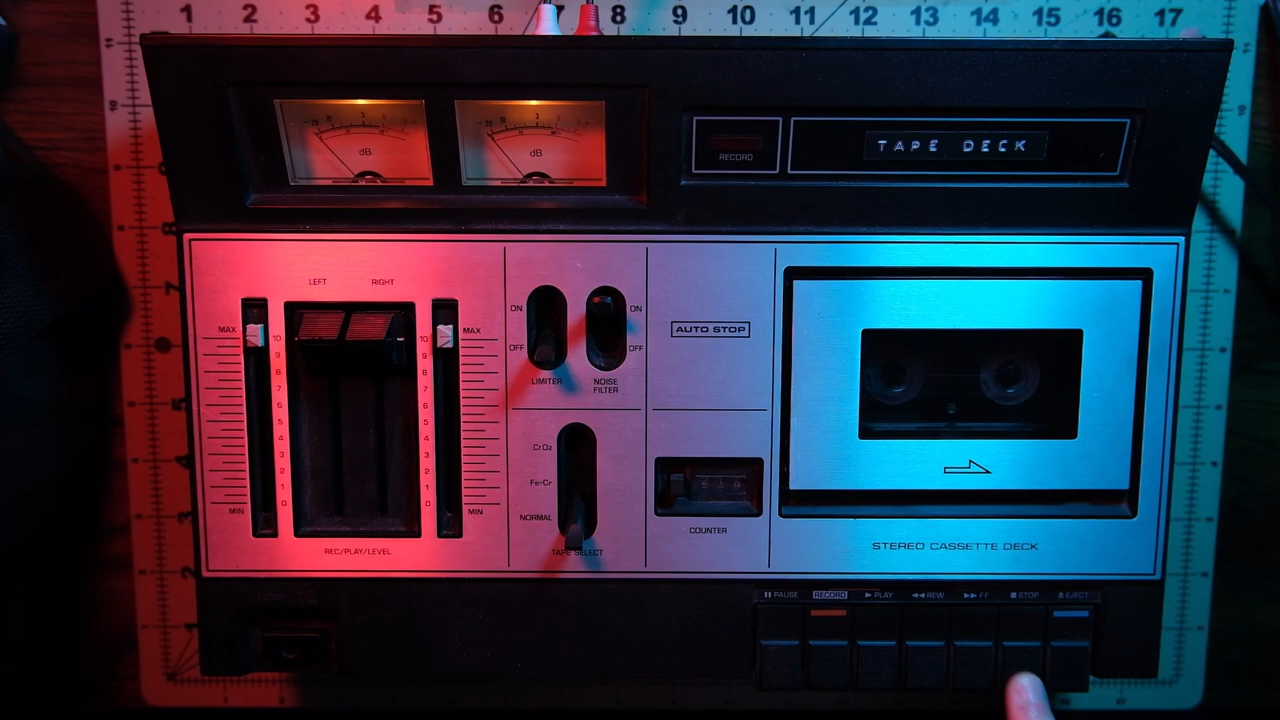 1 2 3 4 5 6 7 8 9 10 11 12 13 14 15 16 17
dB
dB
RECORD
TAPE DECK
LEFT RIGHT
MAX
MAX
10 10
9 9
8 8
7 7
6 6
5 5
4 4
3 3
2 2
1 1
0 0
MIN
MIN
REC/PLAY/LEVEL
ON
OFF
LIMITER
ON
OFF
NOISE
FILTER
CrO2
Fe-Cr
NORMAL
TAPE SELECT
AUTO STOP
COUNTER
STEREO CASSETTE DECK
PAUSE RECORD PLAY REW FF STOP EJECT